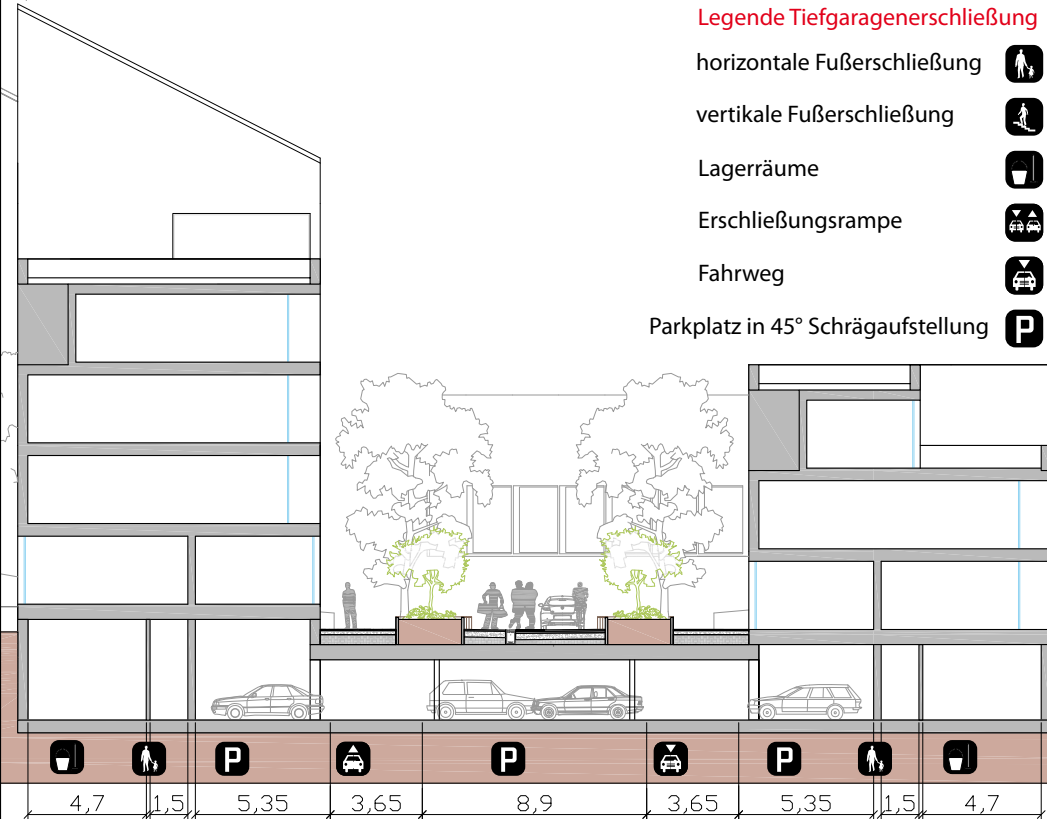 Legende Tiefgaragenerschließung
horizontale Fußerschließung
vertikale Fußerschließung
Lagerräume
Erschließungsrampe
Fahrweg
Parkplatz in 45° Schrägaufstellung P
P P P
4,7 1,5 5,35 3,65 8,9 3,65 5,35 1,5 4,7